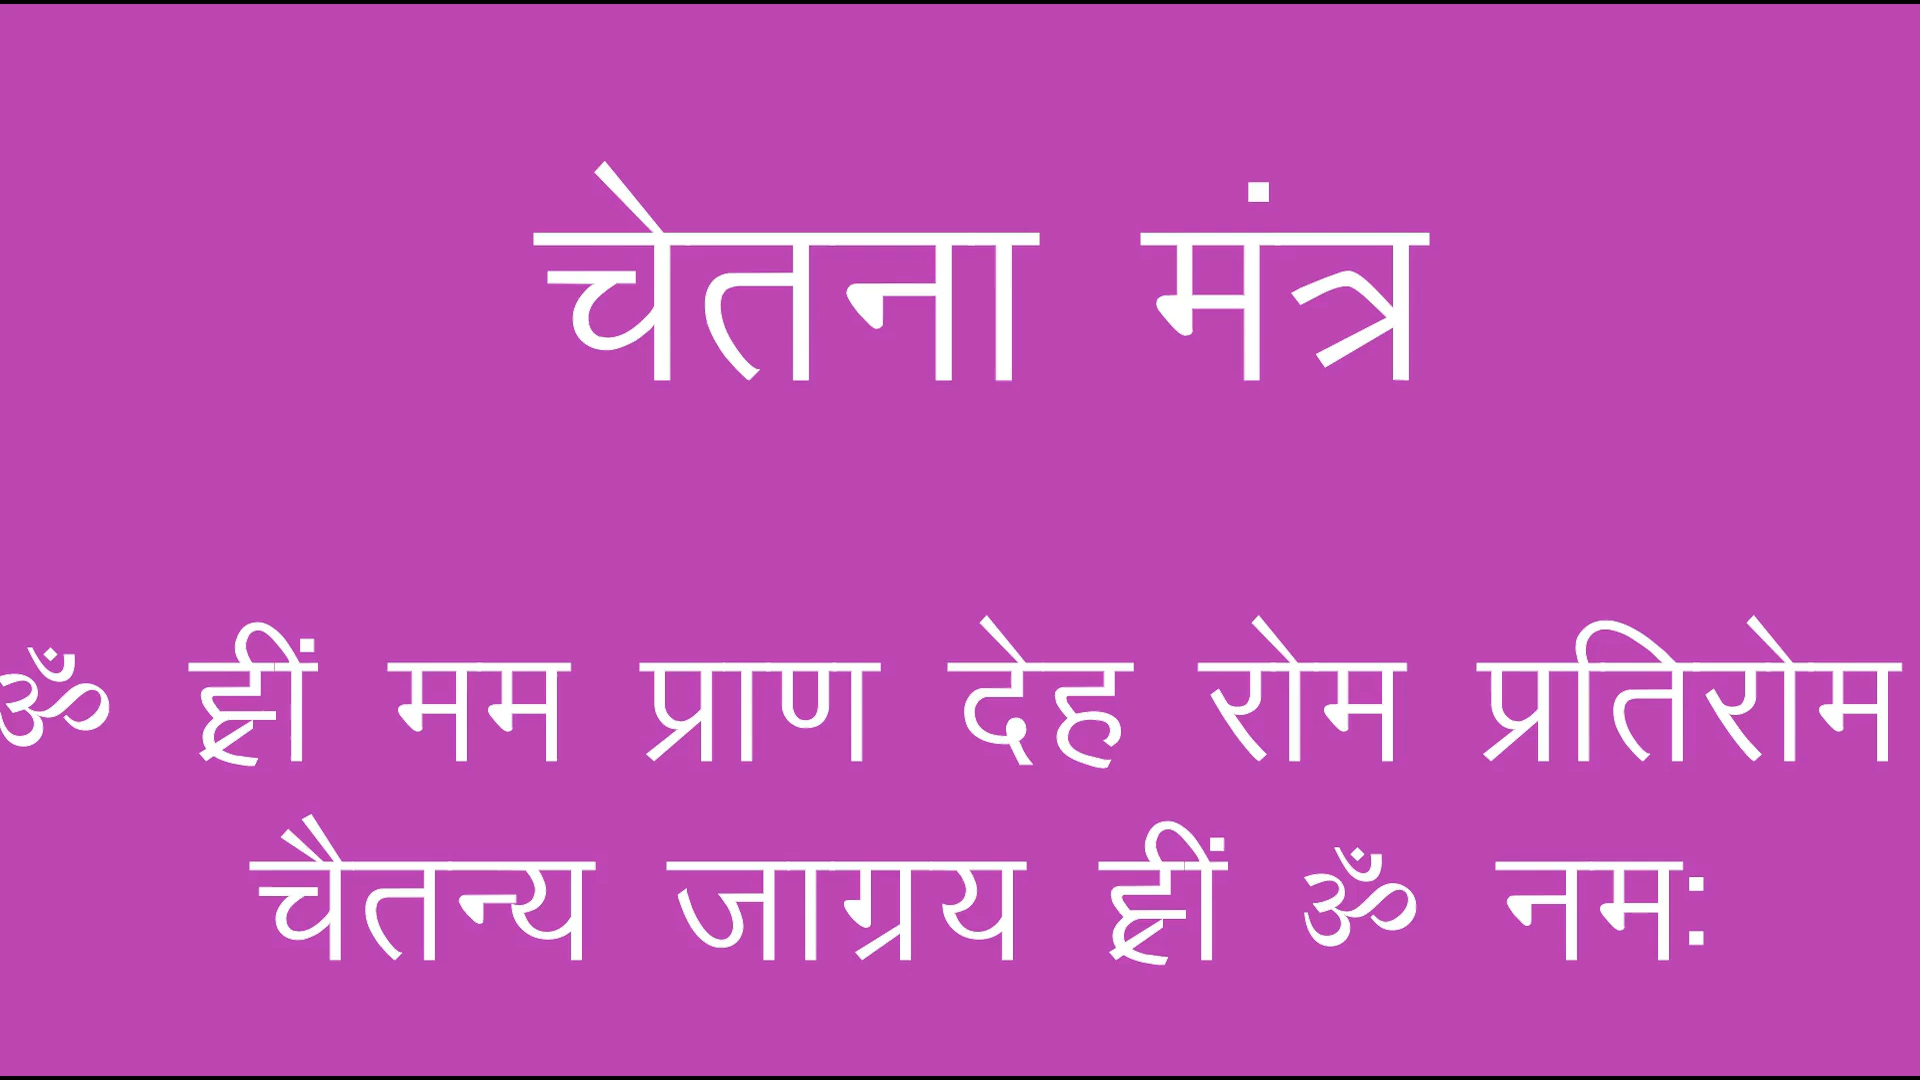 चेतना मंत्र
ॐ ह्रीं मम प्राण देह रोम प्रतिरोम
चैतन्य जाग्रय ह्रीं ॐ नम: